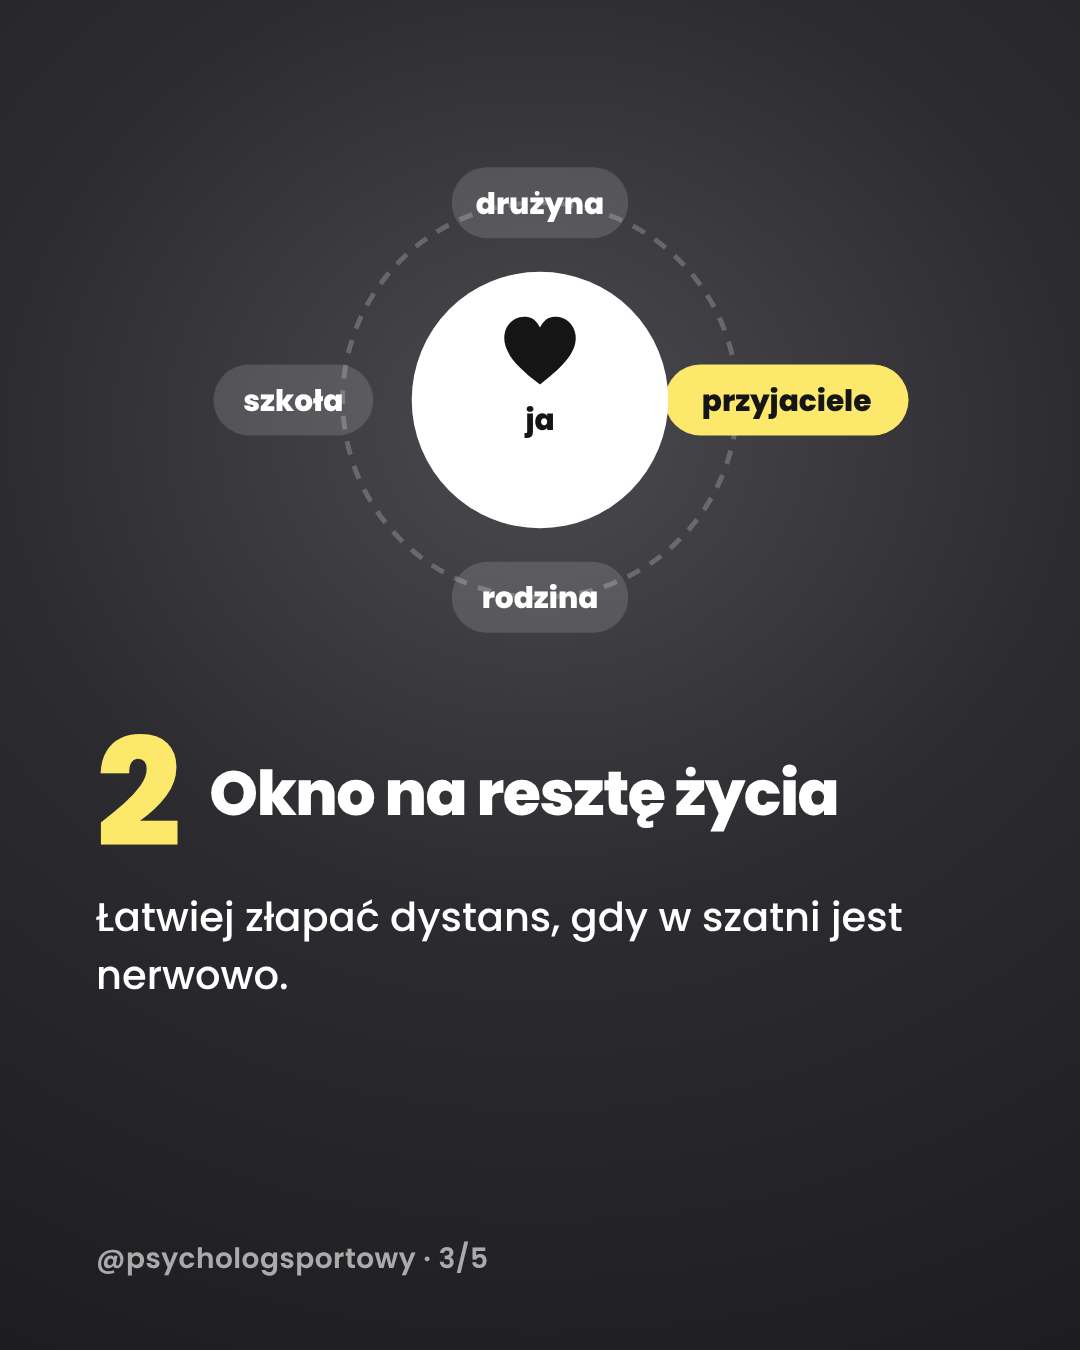 drużyna
szkoła
ja
przyjaciele
rodzina
2 Okno na resztę życia
Łatwiej złapać dystans, gdy w szatni jest
nerwowo.
@psychologsportowy · 3/5